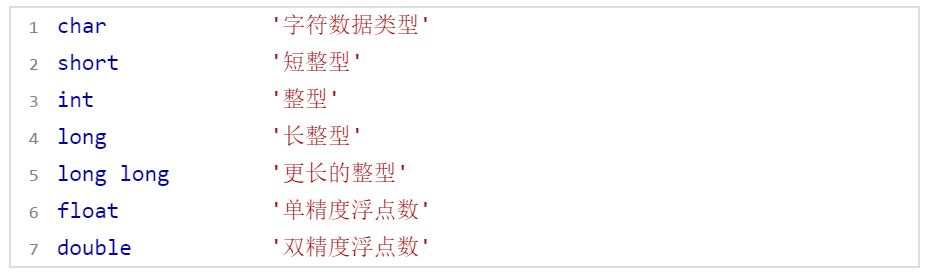 1 char '字符数据类型'
2 short '短整型'
3 int '整型'
4 long '长整型'
5 long long '更长的整型'
6 float '单精度浮点数'
7 double '双精度浮点数'